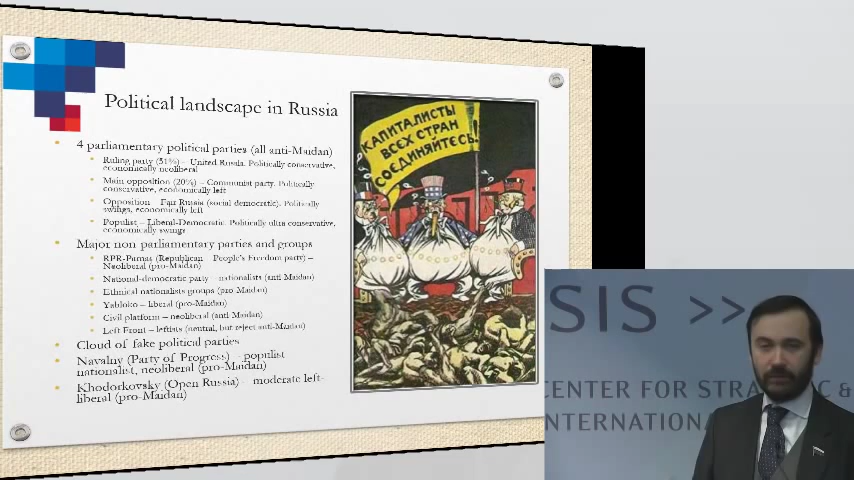 Political landscape in Russia
4 parliamentary political parties (all anti-Maidan)
Ruling party (51%) – United Russia. Politically conservative,
economically neoliberal
Main opposition (20%) – Communist party. Politically
conservative, economically left
Opposition – Fair Russia (social democratic). Politically
swings, economically left
Populist – Liberal-Democratic. Politically ultra conservative,
economically swings
Major non parliamentary parties and groups
RPR-Parnas (Republican – People's Freedom party) –
Neoliberal (pro-Maidan)
National-democratic party – nationalists (anti Maidan)
Ethnical nationalists groups (pro Maidan)
Yabloko – liberal (pro-Maidan)
Civil platform – neoliberal (anti Maidan)
Left Front – leftists (neutral, but reject anti-Maidan)
Cloud of fake political parties
Navalny (Party of Progress) – populist
nationalist, neoliberal (pro-Maidan)
Khodorkovsky (Open Russia) – moderate left-
liberal (pro-Maidan)
КАПИТАЛИСТЫ
ВСЕХ СТРАН
СОЕДИНЯЙТЕСЬ!
SIS >>
CENTER FOR STRA C &
NTERNATIONA